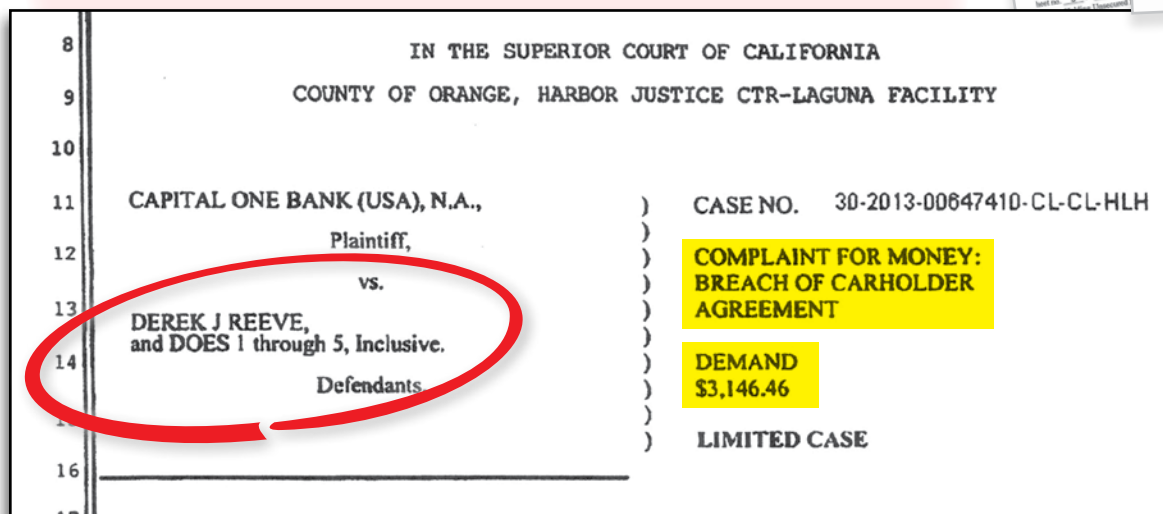 8 IN THE SUPERIOR COURT OF CALIFORNIA
9 COUNTY OF ORANGE, HARBOR JUSTICE CTR-LAGUNA FACILITY
10
11 CAPITAL ONE BANK (USA), N.A., ) CASE NO. 30-2013-00647410-CL-CL-HLH
)
12 Plaintiff, ) COMPLAINT FOR MONEY:
vs. ) BREACH OF CARHOLDER
13 ) AGREEMENT
DEREK J REEVE, )
and DOES 1 through 5, Inclusive. )
14 ) DEMAND
Defendants. ) $3,146.46
)
) LIMITED CASE
16